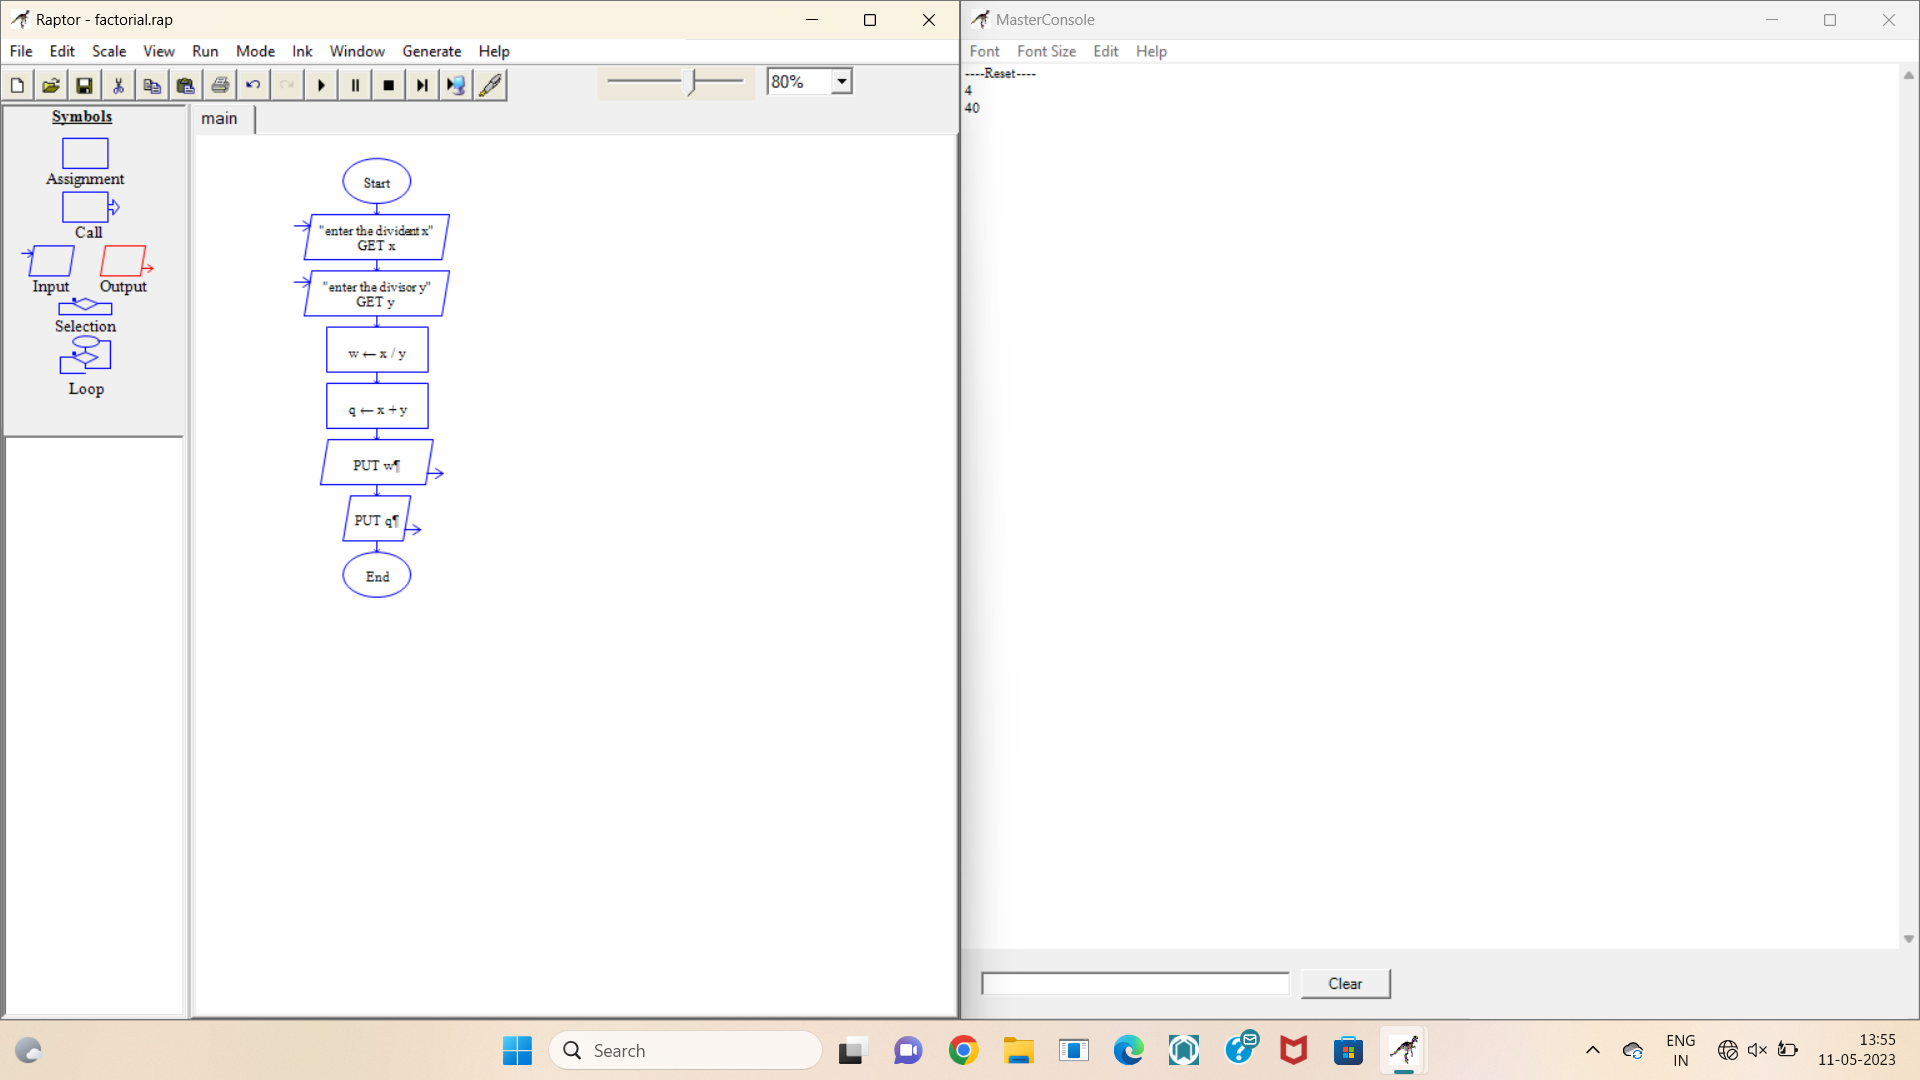 Raptor - factorial.rap
File Edit Scale View Run Mode Ink Window Generate Help
80%
Symbols
Assignment
Call
Input Output
Selection
Loop
main
Start
"enter the divident x"
GET x
"enter the divisor y"
GET y
w ← x / y
q ← x + y
PUT w¶
PUT q¶
End
MasterConsole
Font Font Size Edit Help
----Reset----
4
40
Clear
Search
ENG
IN
13:55
11-05-2023